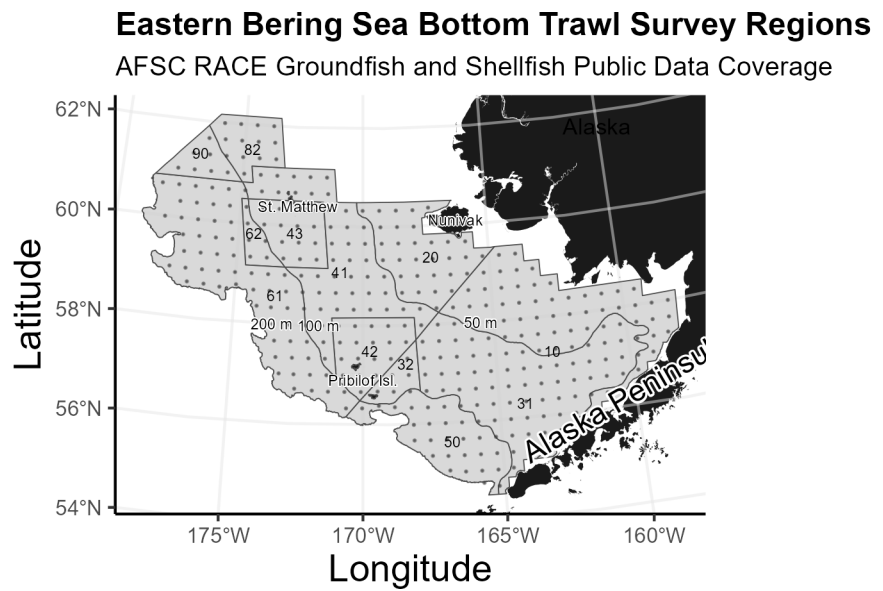 Eastern Bering Sea Bottom Trawl Survey Regions
AFSC RACE Groundfish and Shellfish Public Data Coverage
62°N
60°N
58°N
56°N
54°N
Latitude
Alaska
90
82
St. Matthew
Nunivak
62
43
20
41
61
200 m
100 m
50 m
42
32
10
Pribilof Isl.
31
50
Alaska Peninsu
175°W
170°W
165°W
160°W
Longitude